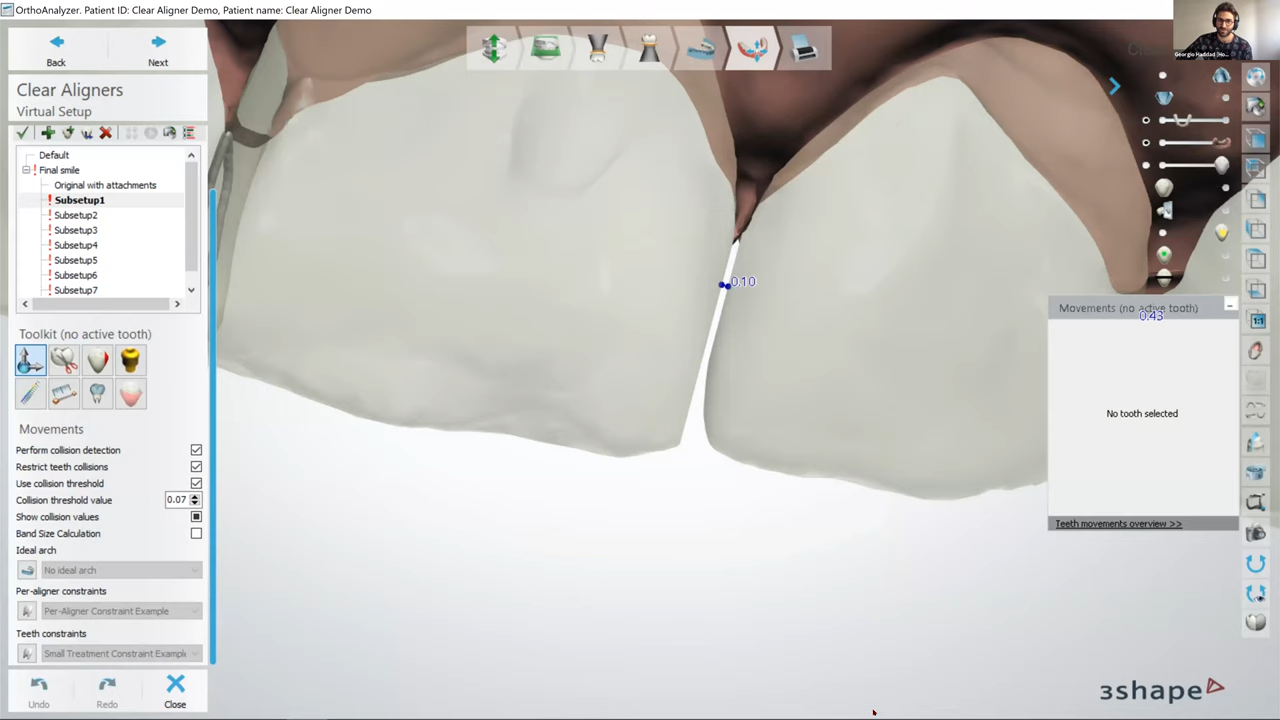 OrthoAnalyzer. Patient ID: Clear Aligner Demo, Patient name: Clear Aligner Demo
Back
Next
Clear Aligners
Virtual Setup
Default
Final smile
Original with attachments
Subsetup1
Subsetup2
Subsetup3
Subsetup4
Subsetup5
Subsetup6
Subsetup7
Toolkit (no active tooth)
Movements
Perform collision detection
Restrict teeth collisions
Use collision threshold
Collision threshold value 0.07
Show collision values
Band Size Calculation
Ideal arch
No ideal arch
Per-aligner constraints
Per-Aligner Constraint Example
Teeth constraints
Small Treatment Constraint Example
Undo
Redo
Close
0.10
Georgio Haddad
Movements (no active tooth)
0.43
No tooth selected
Teeth movements overview >>
1:1
3shape